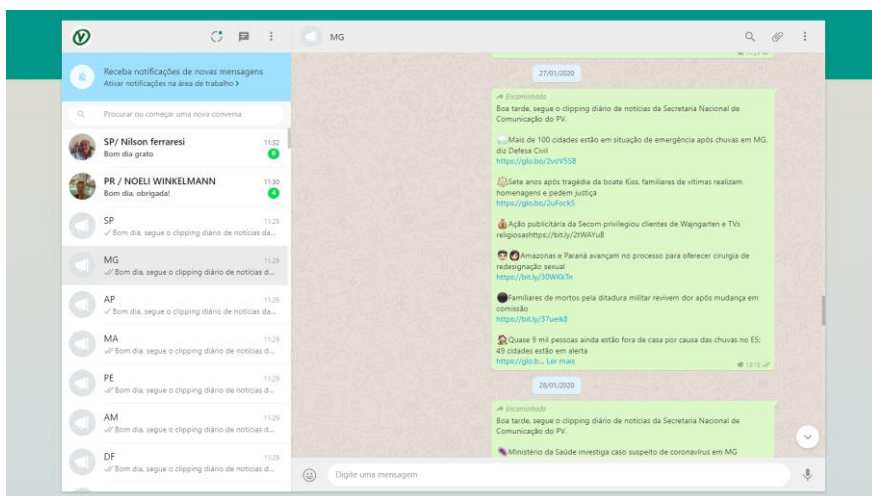 MG
Receba notificações de novas mensagens
Ativar notificações na área de trabalho >
Procurar ou começar uma nova conversa
SP/ Nilson ferraresi
11:32
Bom dia grato
6
PR / NOELI WINKELMANN
11:30
Bom dia, obrigada!
4
SP
11:29
Bom dia, segue o clipping diário de notícias da...
MG
11:29
Bom dia, segue o clipping diário de notícias d...
AP
11:29
Bom dia, segue o clipping diário de notícias da...
MA
11:29
Bom dia, segue o clipping diário de notícias d...
PE
11:29
Bom dia, segue o clipping diário de notícias d...
AM
11:29
Bom dia, segue o clipping diário de notícias d...
DF
11:29
Bom dia, segue o clipping diário de notícias d...
27/01/2020
Encaminhada
Boa tarde, segue o clipping diário de notícias da Secretaria Nacional de
Comunicação do PV.
Mais de 100 cidades estão em situação de emergência após chuvas em MG,
diz Defesa Civil
https://glo.bo/2voV5S8
Sete anos após tragédia da boate Kiss, familiares de vítimas realizam
homenagens e pedem justiça
https://glo.bo/2uFock5
Ação publicitária da Secom privilegiou clientes de Wajngarten e TVs
religiosashttps://bit.ly/2tWAYuB
Amazonas e Paraná avançam no processo para oferecer cirurgia de
redesignação sexual
https://bit.ly/30WKkTn
Familiares de mortos pela ditadura militar revivem dor após mudança em
comissão
https://bit.ly/37ueik8
Quase 9 mil pessoas ainda estão fora de casa por causa das chuvas no ES;
49 cidades estão em alerta
https://glo.b... Ler mais
28/01/2020
Encaminhada
Boa tarde, segue o clipping diário de notícias da Secretaria Nacional de
Comunicação do PV.
Ministério da Saúde investiga caso suspeito de coronavírus em MG
Digite uma mensagem